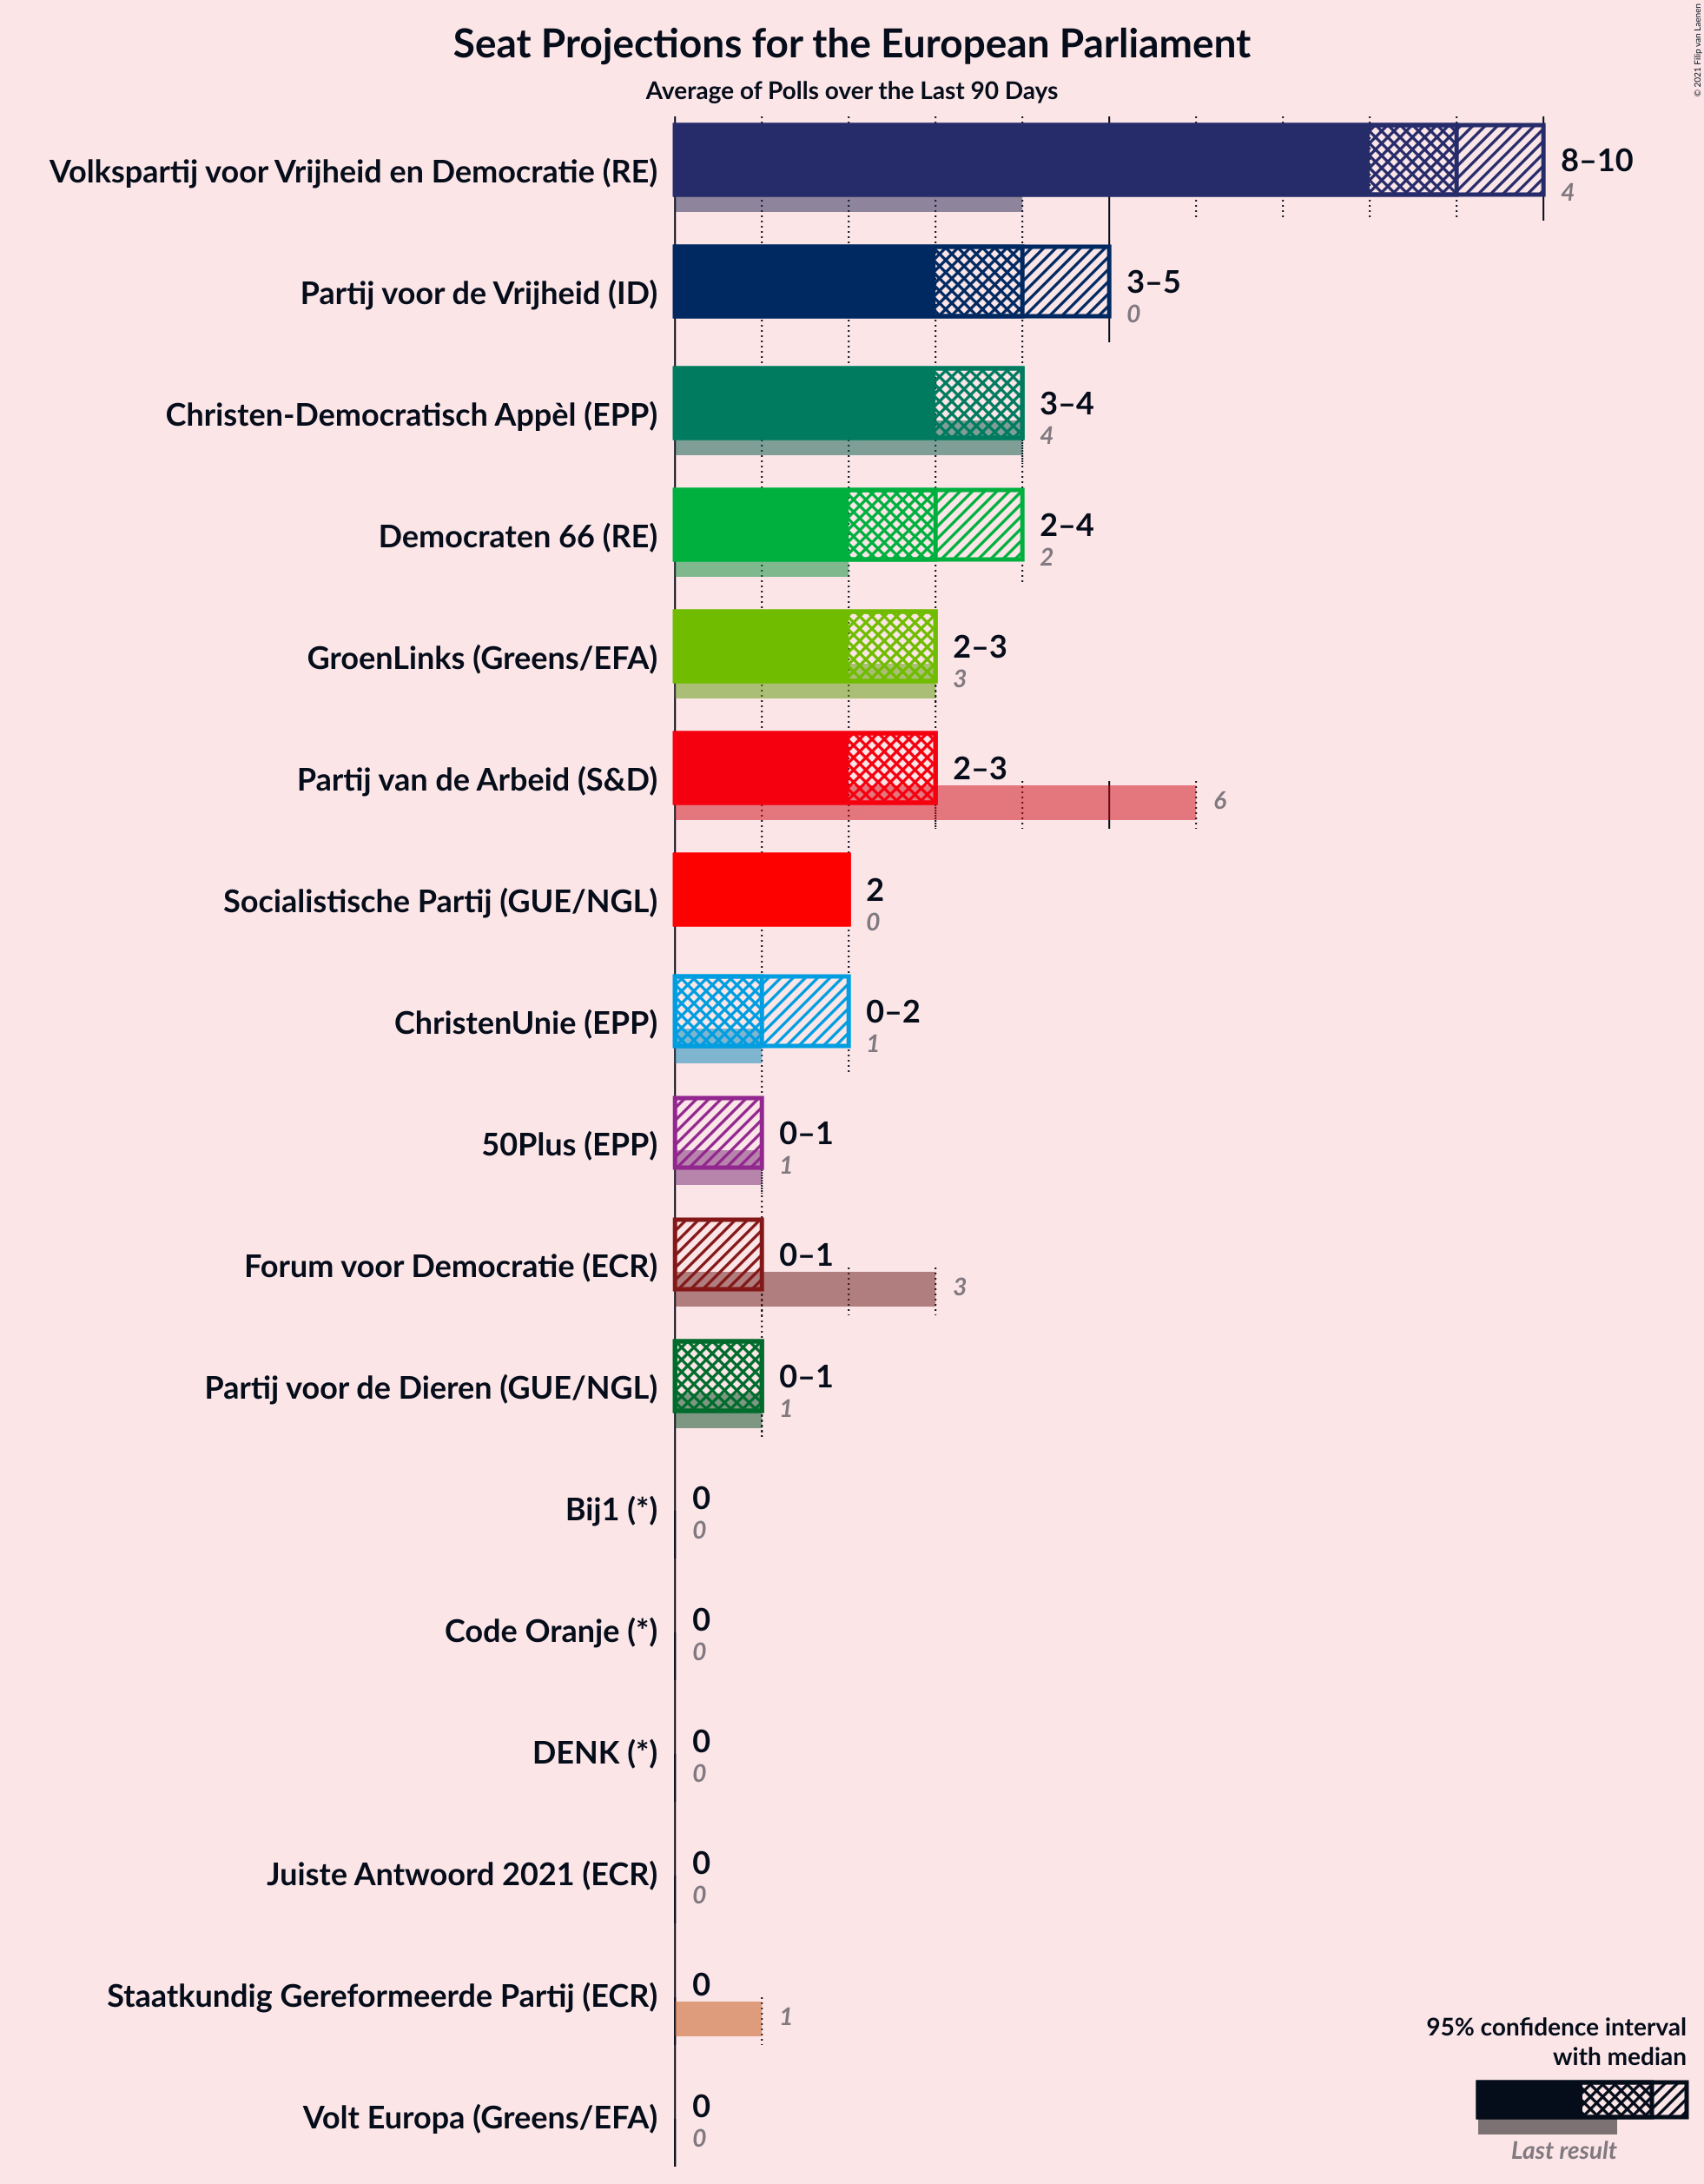 © 2021 Filip van Laenen
Seat Projections for the European Parliament
Average of Polls over the Last 90 Days
Volkspartij voor Vrijheid en Democratie (RE)
8–10
4
Partij voor de Vrijheid (ID)
3–5
0
Christen-Democratisch Appèl (EPP)
3–4
4
Democraten 66 (RE)
2–4
2
GroenLinks (Greens/EFA)
2–3
3
Partij van de Arbeid (S&D)
2–3
6
Socialistische Partij (GUE/NGL)
2
0
ChristenUnie (EPP)
0–2
1
50Plus (EPP)
0–1
1
Forum voor Democratie (ECR)
0–1
3
Partij voor de Dieren (GUE/NGL)
0–1
1
Bij1 (*)
0
0
Code Oranje (*)
0
0
DENK (*)
0
0
Juiste Antwoord 2021 (ECR)
0
0
Staatkundig Gereformeerde Partij (ECR)
0
1
Volt Europa (Greens/EFA)
0
0
95% confidence interval
with median
Last result